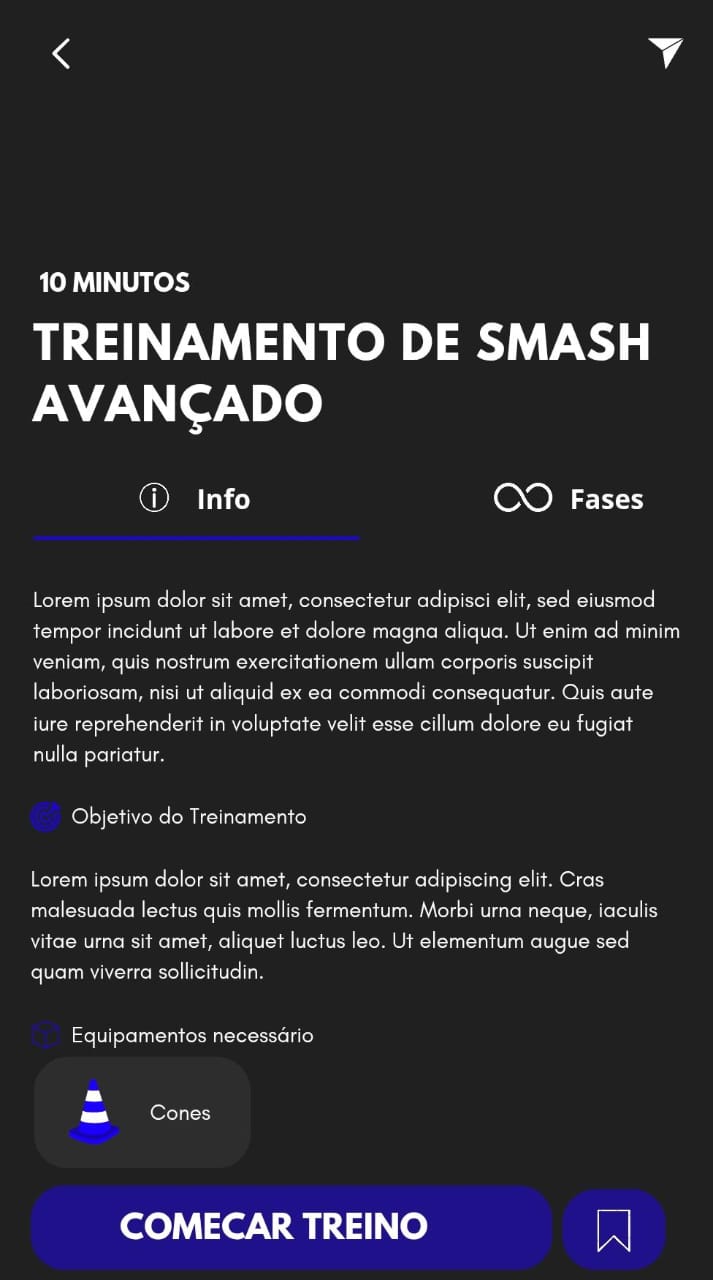 10 MINUTOS
TREINAMENTO DE SMASH
AVANÇADO
Info
Fases
Lorem ipsum dolor sit amet, consectetur adipisci elit, sed eiusmod
tempor incidunt ut labore et dolore magna aliqua. Ut enim ad minim
veniam, quis nostrum exercitationem ullam corporis suscipit
laboriosam, nisi ut aliquid ex ea commodi consequatur. Quis aute
iure reprehenderit in voluptate velit esse cillum dolore eu fugiat
nulla pariatur.
Objetivo do Treinamento
Lorem ipsum dolor sit amet, consectetur adipiscing elit. Cras
malesuada lectus quis mollis fermentum. Morbi urna neque, iaculis
vitae urna sit amet, aliquet luctus leo. Ut elementum augue sed
quam viverra sollicitudin.
Equipamentos necessário
Cones
COMECAR TREINO